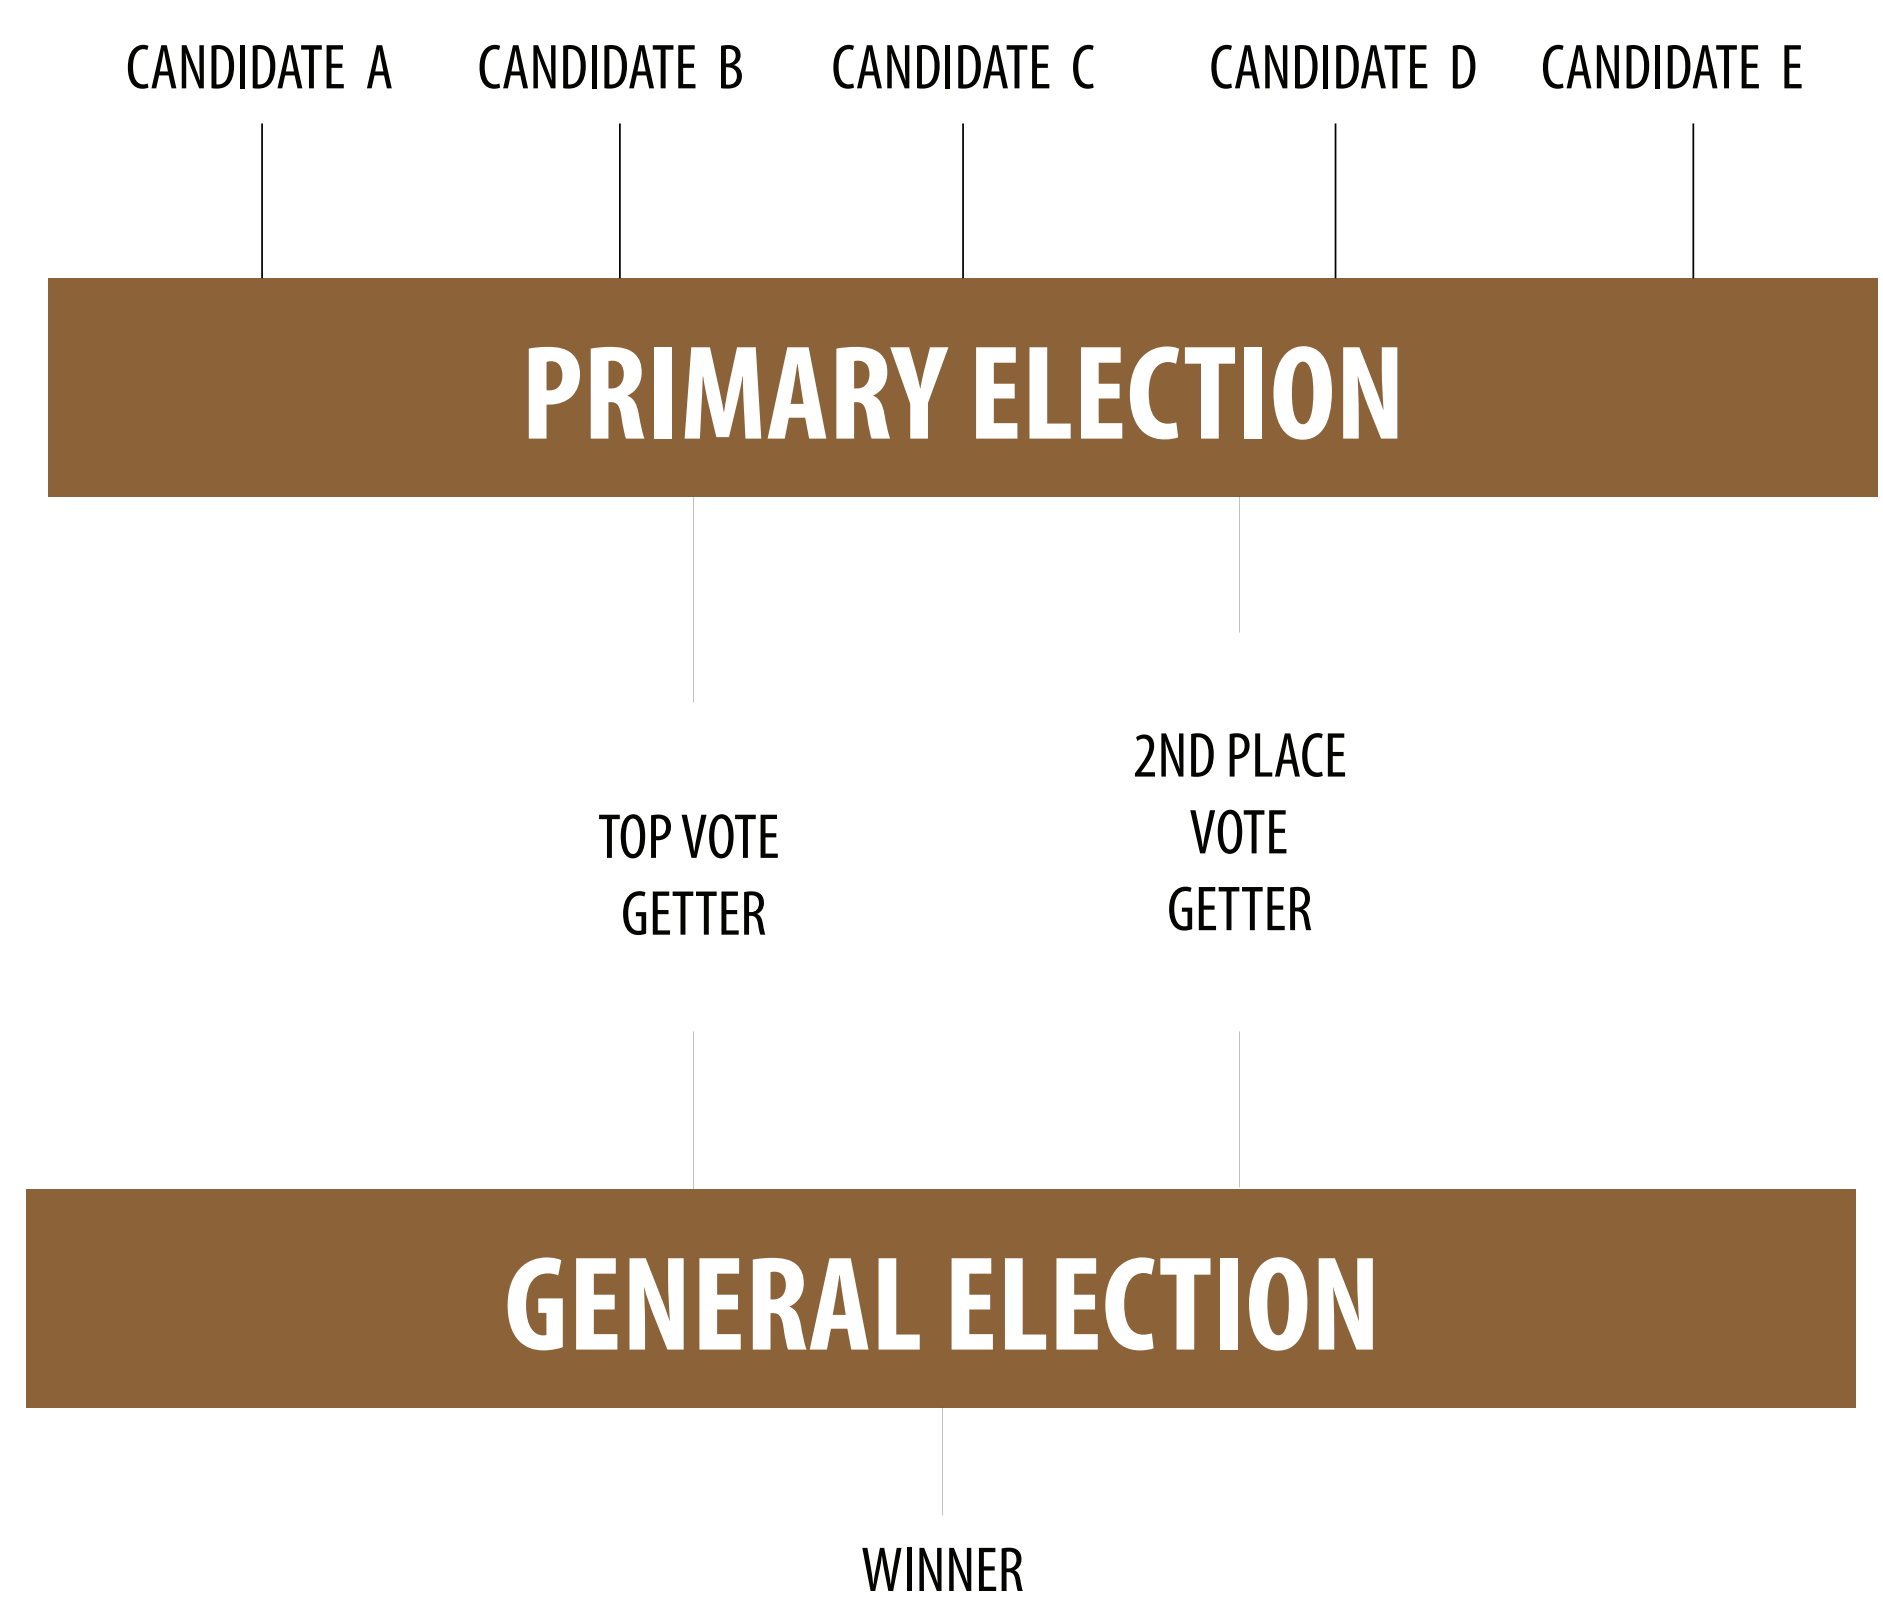 CANDIDATE A CANDIDATE B CANDIDATE C CANDIDATE D CANDIDATE E
PRIMARY ELECTION
TOP VOTE
GETTER
2ND PLACE
VOTE
GETTER
GENERAL ELECTION
WINNER